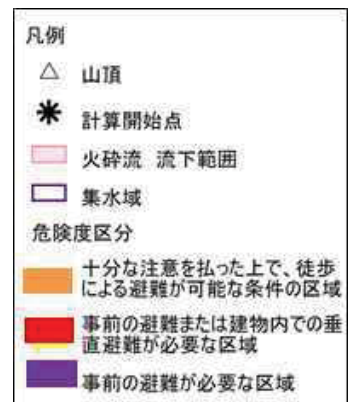 凡例
山頂
計算開始点
火砕流 流下範囲
集水域
危険度区分
十分な注意を払った上で、徒歩
による避難が可能な条件の区域
事前の避難または建物内での垂
直避難が必要な区域
事前の避難が必要な区域